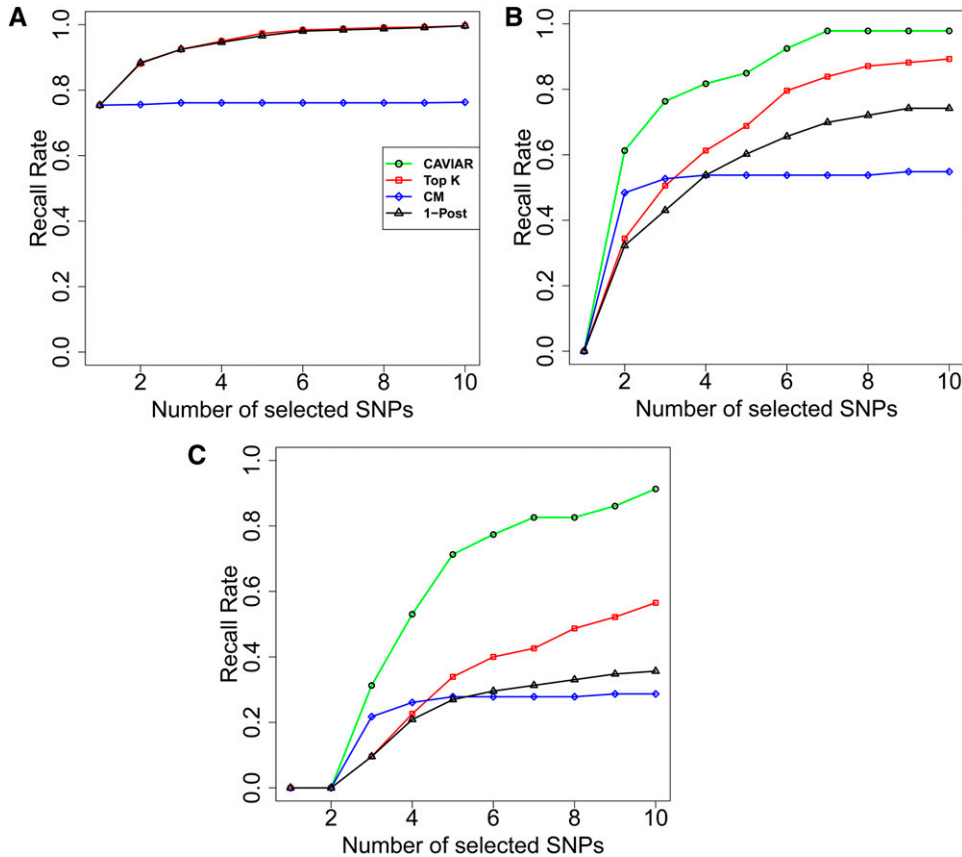 A
Recall Rate
1.0
0.8
0.6
0.4
0.2
0.0
CAVIAR
Top K
CM
1−Post
2 4 6 8 10
Number of selected SNPs
B
Recall Rate
1.0
0.8
0.6
0.4
0.2
0.0
2 4 6 8 10
Number of selected SNPs
C
Recall Rate
1.0
0.8
0.6
0.4
0.2
0.0
2 4 6 8 10
Number of selected SNPs